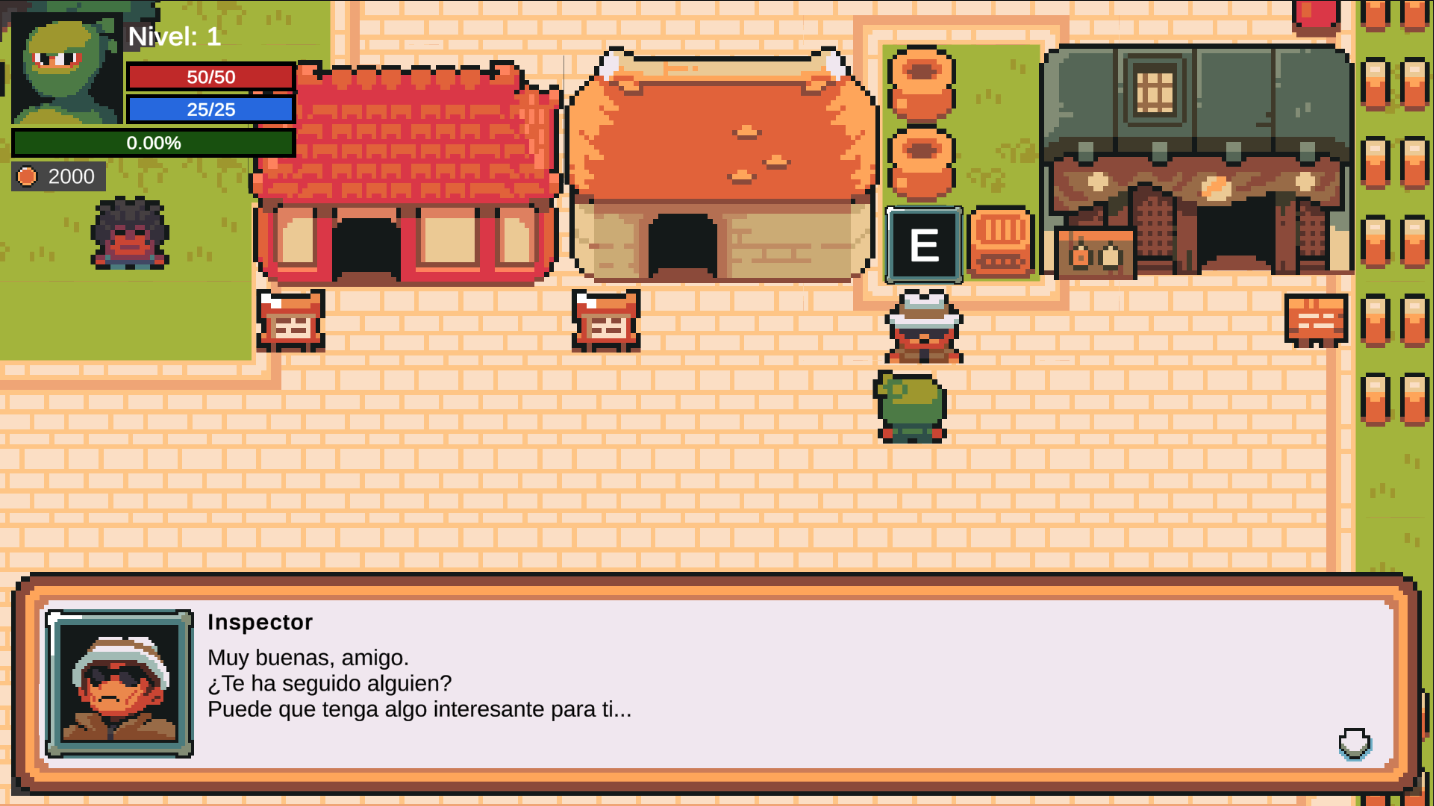 Nivel: 1
50/50
25/25
0.00%
2000
E
Inspector
Muy buenas, amigo.
¿Te ha seguido alguien?
Puede que tenga algo interesante para ti...